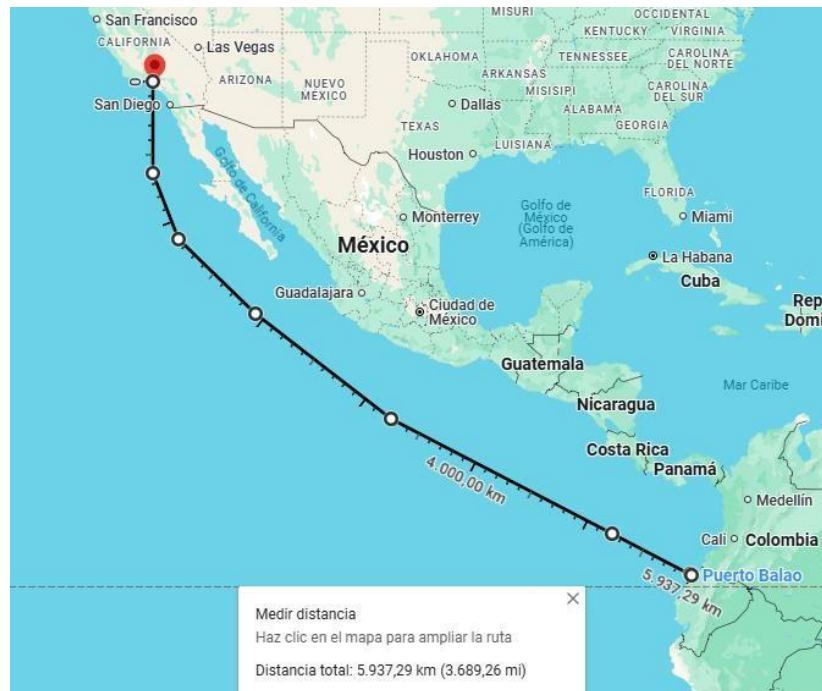 San Francisco
CALIFORNIA
Las Vegas
San Diego
ARIZONA
NUEVO
MÉXICO
OKLAHOMA
Dallas
TEXAS
Houston
MISURI
ARKANSAS
MISISIPI
LUISIANA
KENTUCKY
TENNESSEE
ALABAMA
GEORGIA
OCCIDENTAL
VIRGINIA
CAROLINA
DEL NORTE
CAROLINA
DEL SUR
FLORIDA
Miami
Golfo de California
Monterrey
México
Guadalajara
Ciudad de
México
Golfo de
México
(Golfo de
América)
La Habana
Cuba
Rep
Domi
Guatemala
Nicaragua
Mar Caribe
Costa Rica
Panamá
Medellín
Cali
Colombia
0
4.000,00 km
Puerto Balao
5.937,29 km
Medir distancia
Haz clic en el mapa para ampliar la ruta
Distancia total: 5.937,29 km (3.689,26 mi)